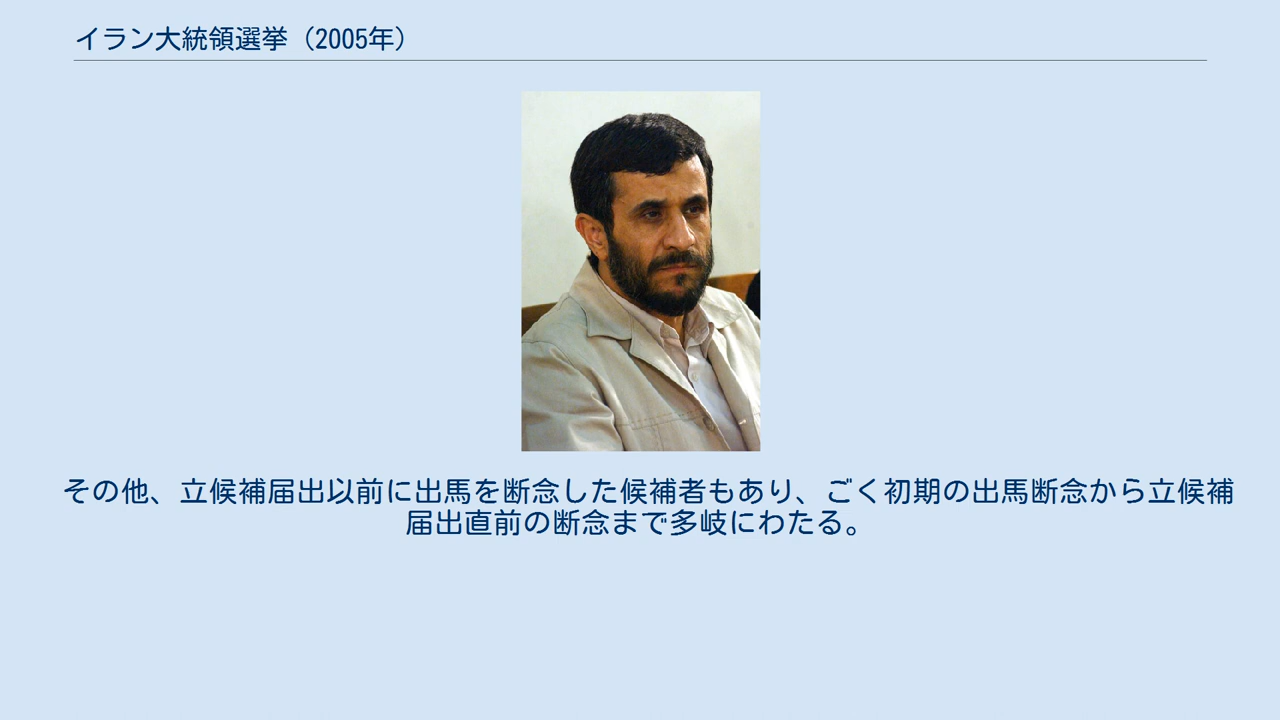 イラン大統領選挙（2005年）
その他、立候補届出以前に出馬を断念した候補者もあり、ごく初期の出馬断念から立候補
届出直前の断念まで多岐にわたる。